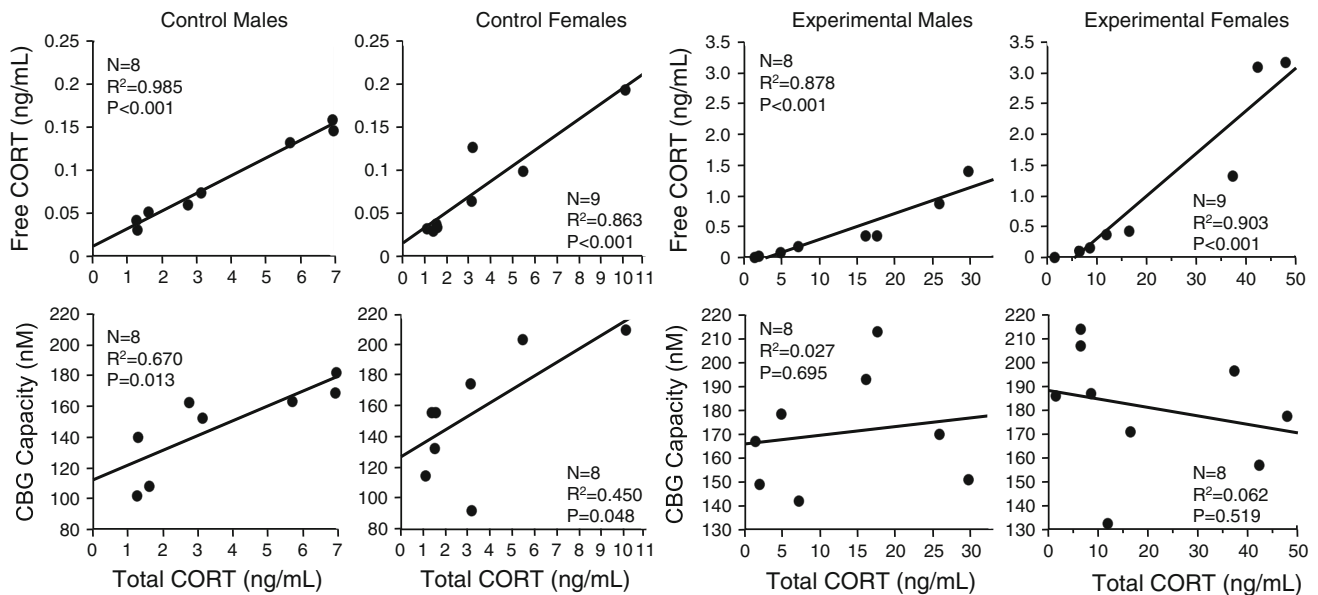 Control Males
Control Females
Experimental Males
Experimental Females
Free CORT (ng/mL)
0.25
0.2
0.15
0.1
0.05
0
N=8
R²=0.985
P<0.001
0 1 2 3 4 5 6 7
0.25
0.2
0.15
0.1
0.05
0
N=9
R²=0.863
P<0.001
0 1 2 3 4 5 6 7 8 9 10 11
Free CORT (ng/mL)
3.5
3.0
2.5
2.0
1.5
1.0
0.5
0
N=8
R²=0.878
P<0.001
0 5 10 15 20 25 30
3.5
3.0
2.5
2.0
1.5
1.0
0.5
0
N=9
R²=0.903
P<0.001
0 10 20 30 40 50
CBG Capacity (nM)
220
200
180
160
140
120
100
80
N=8
R²=0.670
P=0.013
0 1 2 3 4 5 6 7
Total CORT (ng/mL)
220
200
180
160
140
120
100
80
N=8
R²=0.450
P=0.048
0 1 2 3 4 5 6 7 8 9 10 11
Total CORT (ng/mL)
CBG Capacity (nM)
220
210
200
190
180
170
160
150
140
130
N=8
R²=0.027
P=0.695
0 5 10 15 20 25 30
Total CORT (ng/mL)
220
210
200
190
180
170
160
150
140
130
N=8
R²=0.062
P=0.519
0 10 20 30 40 50
Total CORT (ng/mL)